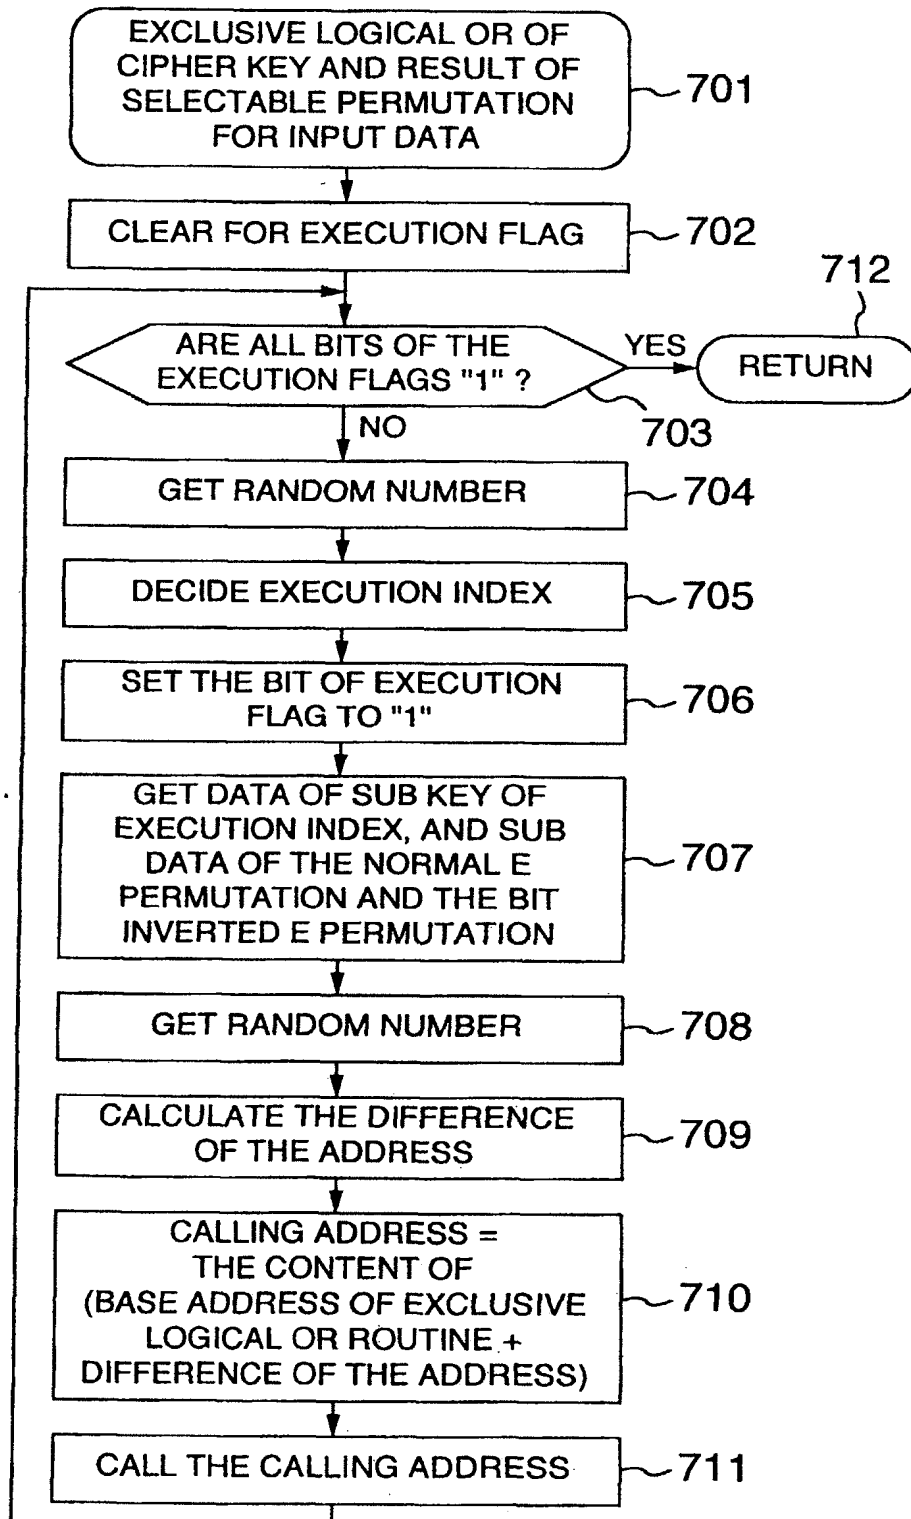 EXCLUSIVE LOGICAL OR OF
CIPHER KEY AND RESULT OF
SELECTABLE PERMUTATION
FOR INPUT DATA
701
CLEAR FOR EXECUTION FLAG
702
712
ARE ALL BITS OF THE
EXECUTION FLAGS "1" ?
YES
RETURN
703
NO
GET RANDOM NUMBER
704
DECIDE EXECUTION INDEX
705
SET THE BIT OF EXECUTION
FLAG TO "1"
706
GET DATA OF SUB KEY OF
EXECUTION INDEX, AND SUB
DATA OF THE NORMAL E
PERMUTATION AND THE BIT
INVERTED E PERMUTATION
707
GET RANDOM NUMBER
708
CALCULATE THE DIFFERENCE
OF THE ADDRESS
709
CALLING ADDRESS =
THE CONTENT OF
(BASE ADDRESS OF EXCLUSIVE
LOGICAL OR ROUTINE +
DIFFERENCE OF THE ADDRESS)
710
CALL THE CALLING ADDRESS
711